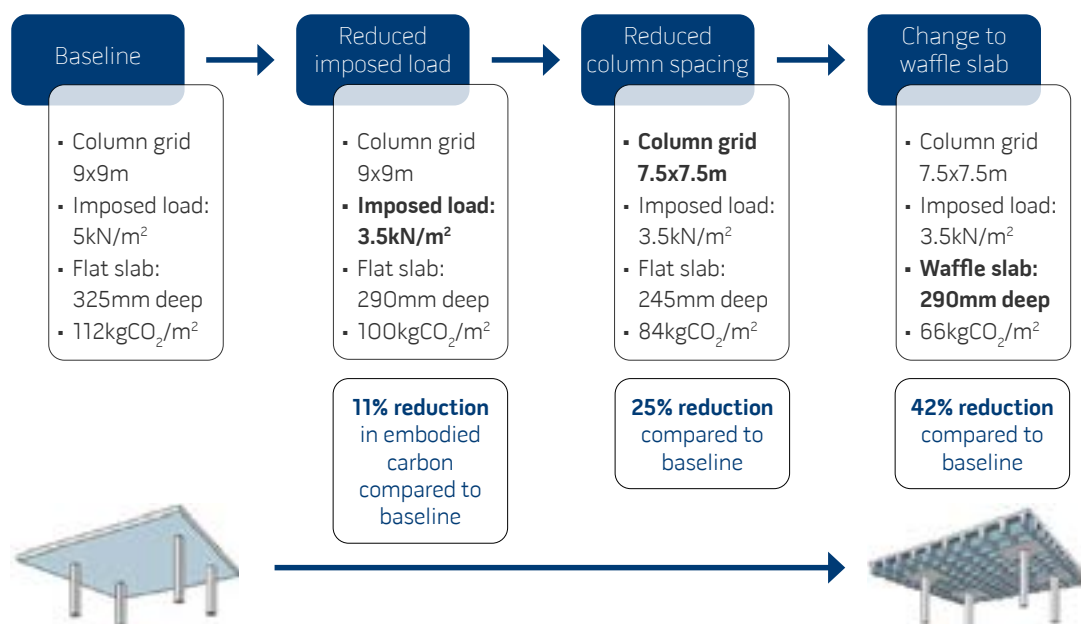 Baseline
Column grid
9x9m
Imposed load:
5kN/m²
Flat slab:
325mm deep
112kgCO₂/m²
Reduced
imposed load
Column grid
9x9m
Imposed load:
3.5kN/m²
Flat slab:
290mm deep
100kgCO₂/m²
11% reduction
in embodied
carbon
compared to
baseline
Reduced
column spacing
Column grid
7.5x7.5m
Imposed load:
3.5kN/m²
Flat slab:
245mm deep
84kgCO₂/m²
25% reduction
compared to
baseline
Change to
waffle slab
Column grid
7.5x7.5m
Imposed load:
3.5kN/m²
Waffle slab:
290mm deep
66kgCO₂/m²
42% reduction
compared to
baseline